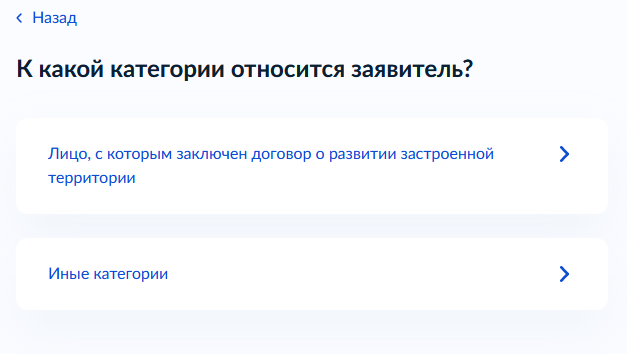 Назад
К какой категории относится заявитель?
Лицо, с которым заключен договор о развитии застроенной
территории
Иные категории